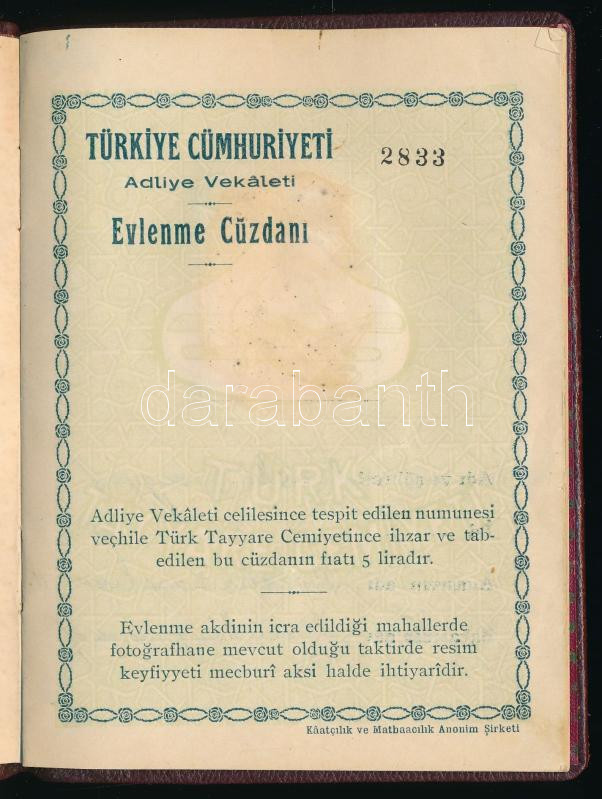 TÜRKİYE CÜMHURİYETİ
2833
Adliye Vekâleti
Evlenme Cüzdanı
darabanth
TÜRK
Adliye Vekâleti celilesince tespit edilen numunesi
veçhile Türk Tayyare Cemiyetince ihzar ve tab-
edilen bu cüzdanın fıatı 5 liradır.
Evlenme akdinin icra edildiği mahallerde
fotoğrafhane mevcut olduğu taktirde resim
keyfiyyeti mecburî aksi halde ihtiyarîdir.
Kâatçılık ve Matbaacılık Anonim Şirketi